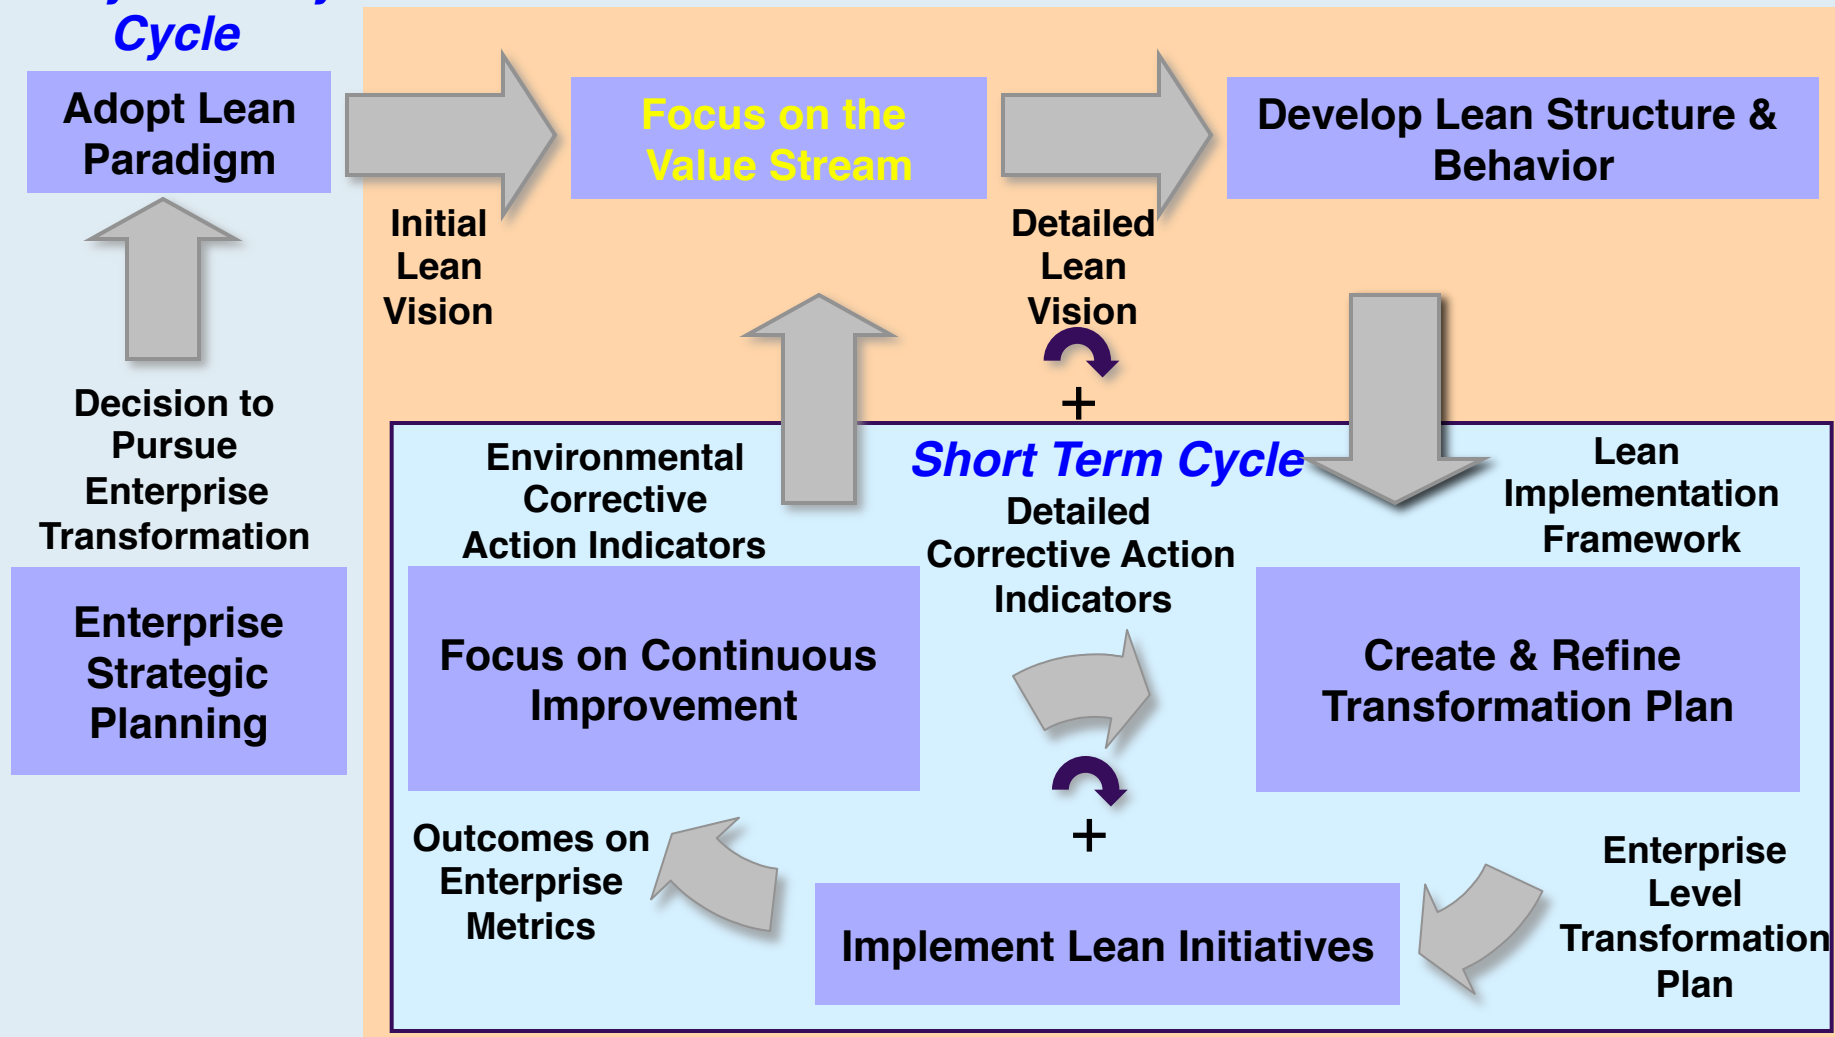 Cycle
Adopt Lean
Paradigm
Focus on the
Value Stream
Develop Lean Structure &
Behavior
Initial
Lean
Vision
Detailed
Lean
Vision
+
Decision to
Pursue
Enterprise
Transformation
Environmental
Corrective
Action Indicators
Short Term Cycle
Detailed
Corrective Action
Indicators
Lean
Implementation
Framework
Enterprise
Strategic
Planning
Focus on Continuous
Improvement
Create & Refine
Transformation Plan
+
Outcomes on
Enterprise
Metrics
Implement Lean Initiatives
Enterprise
Level
Transformation
Plan